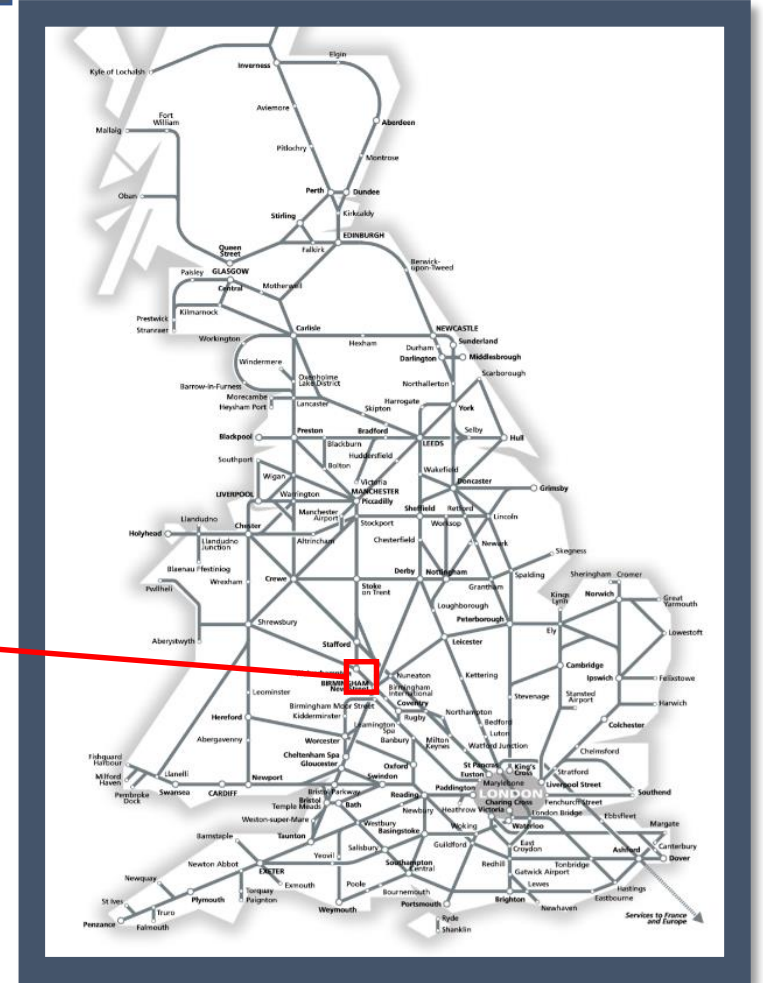 Elgin
Inverness
Kyle of Lochalsh
Aviemore
Fort
William
Mallaig
Aberdeen
Pitlochry
Montrose
Perth
Dundee
Oban
Stirling
Kirkcaldy
EDINBURGH
Queen
Street
Falkirk
Berwick-
upon-Tweed
Paisley
GLASGOW
Central
Motherwell
Kilmarnock
Prestwick
Stranraer
Carlisle
NEWCASTLE
Workington
Hexham
Sunderland
Durham
Darlington
Middlesbrough
Windermere
Oxenholme
Lake District
Scarborough
Barrow-in-Furness
Northallerton
Morecambe
Heysham Port
Lancaster
Harrogate
York
Skipton
Blackpool
Preston
Bradford
LEEDS
Selby
Hull
Blackburn
Huddersfield
Bolton
Southport
Wigan
Wakefield
Victoria
MANCHESTER
Piccadilly
Doncaster
Grimsby
LIVERPOOL
Warrington
Manchester
Airport
Sheffield
Retford
Lincoln
Stockport
Worksop
Llandudno
Holyhead
Chester
Llandudno
Junction
Altrincham
Chesterfield
Newark
Skegness
Blaenau Ffestiniog
Pwllheli
Wrexham
Crewe
Stoke
on Trent
Derby
Nottingham
Grantham
Spalding
Sheringham
Cromer
Kings
Lynn
Norwich
Great
Yarmouth
Loughborough
Shrewsbury
Peterborough
Ely
Lowestoft
Aberystwyth
Stafford
Leicester
Cambridge
Nuneaton
Kettering
Ipswich
Felixstowe
BIRMINGHAM
New Street
Birmingham
International
Leominster
Stevenage
Stansted
Airport
Harwich
Birmingham Moor Street
Coventry
Kidderminster
Rugby
Northampton
Hereford
Leamington
Spa
Bedford
Colchester
Abergavenny
Worcester
Banbury
Milton
Keynes
Luton
Watford Junction
Chelmsford
Cheltenham Spa
Gloucester
Oxford
St Pancras
King's
Cross
Euston
Stratford
Fishguard
Harbour
Milford
Haven
Llanelli
Newport
Swindon
Marylebone
Liverpool Street
Paddington
LONDON
Southend
Pembroke
Dock
Swansea
CARDIFF
Bristol Parkway
Reading
Bristol
Temple Meads
Bath
Newbury
Heathrow
Victoria
Charing Cross
Fenchurch Street
London Bridge
Ebbsfleet
Weston-super-Mare
Westbury
Basingstoke
Woking
Waterloo
Margate
Barnstaple
Taunton
Salisbury
Guildford
East
Croydon
Canterbury
Ashford
Dover
Yeovil
Newton Abbot
EXETER
Southampton
Central
Redhill
Gatwick Airport
Tonbridge
Newquay
Exmouth
Poole
Bournemouth
Lewes
Hastings
Eastbourne
St Ives
Plymouth
Torquay
Paignton
Weymouth
Portsmouth
Brighton
Newhaven
Truro
Falmouth
Penzance
Ryde
Shanklin
Services to France
and Europe